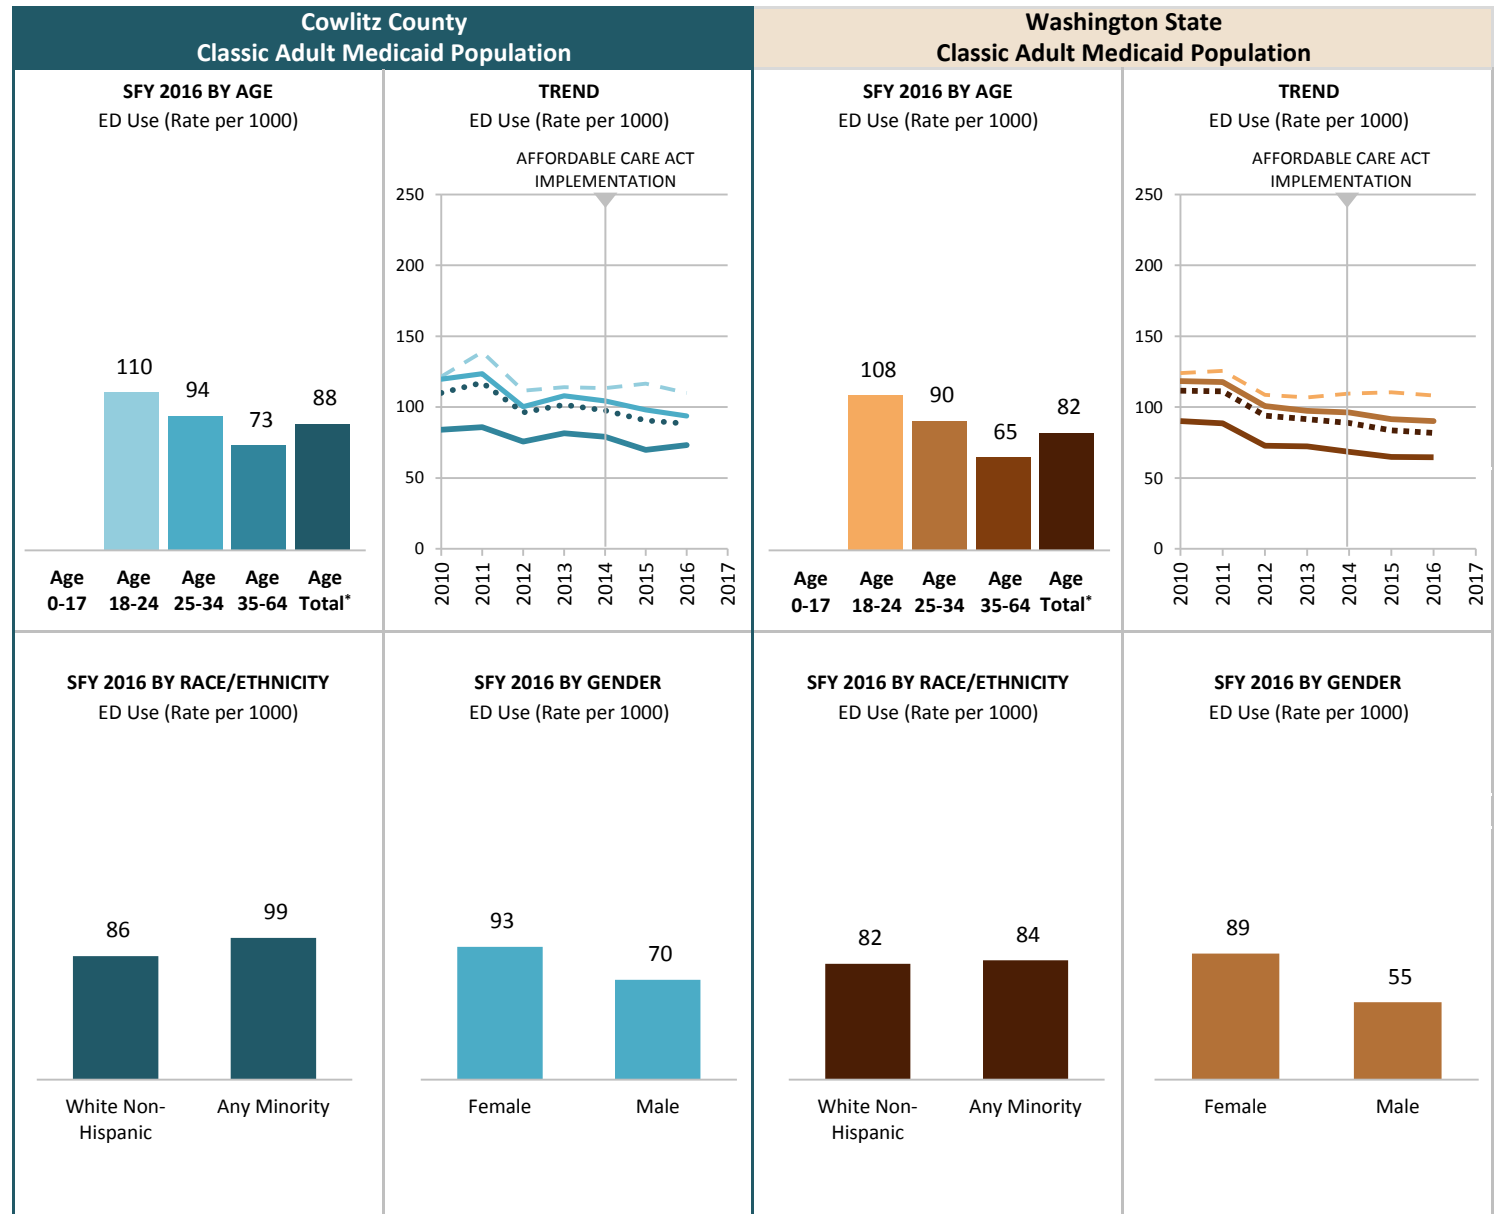 Cowlitz County
Classic Adult Medicaid Population
Washington State
Classic Adult Medicaid Population
SFY 2016 BY AGE
ED Use (Rate per 1000)
110
94
73
88
Age
0-17
Age
18-24
Age
25-34
Age
35-64
Age
Total*
TREND
ED Use (Rate per 1000)
AFFORDABLE CARE ACT
IMPLEMENTATION
250
200
150
100
50
0
2010
2011
2012
2013
2014
2015
2016
2017
SFY 2016 BY AGE
ED Use (Rate per 1000)
108
90
65
82
Age
0-17
Age
18-24
Age
25-34
Age
35-64
Age
Total*
TREND
ED Use (Rate per 1000)
AFFORDABLE CARE ACT
IMPLEMENTATION
250
200
150
100
50
0
2010
2011
2012
2013
2014
2015
2016
2017
SFY 2016 BY RACE/ETHNICITY
ED Use (Rate per 1000)
86
99
White Non-
Hispanic
Any Minority
SFY 2016 BY GENDER
ED Use (Rate per 1000)
93
70
Female
Male
SFY 2016 BY RACE/ETHNICITY
ED Use (Rate per 1000)
82
84
White Non-
Hispanic
Any Minority
SFY 2016 BY GENDER
ED Use (Rate per 1000)
89
55
Female
Male